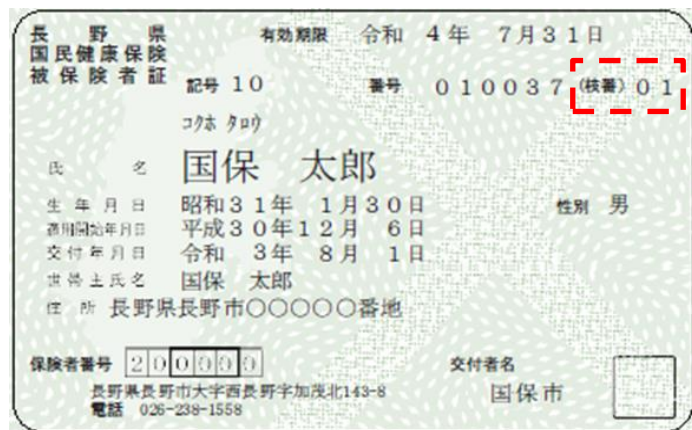 長野県 有効期限 令和 4年 7月31日
国民健康保険
被保険者証 記号 10 番号 010037 (枝番) 01
コクホ タロウ
氏名 国保 太郎
生年月日 昭和31年 1月30日 性別 男
適用開始年月日 平成30年12月 6日
交付年月日 令和 3年 8月 1日
世帯主氏名 国保 太郎
住所 長野県長野市○○○○○番地
保険者番号 200000 交付者名
長野県長野市大字西長野字加茂北143-8 国保市
電話 026-238-1558